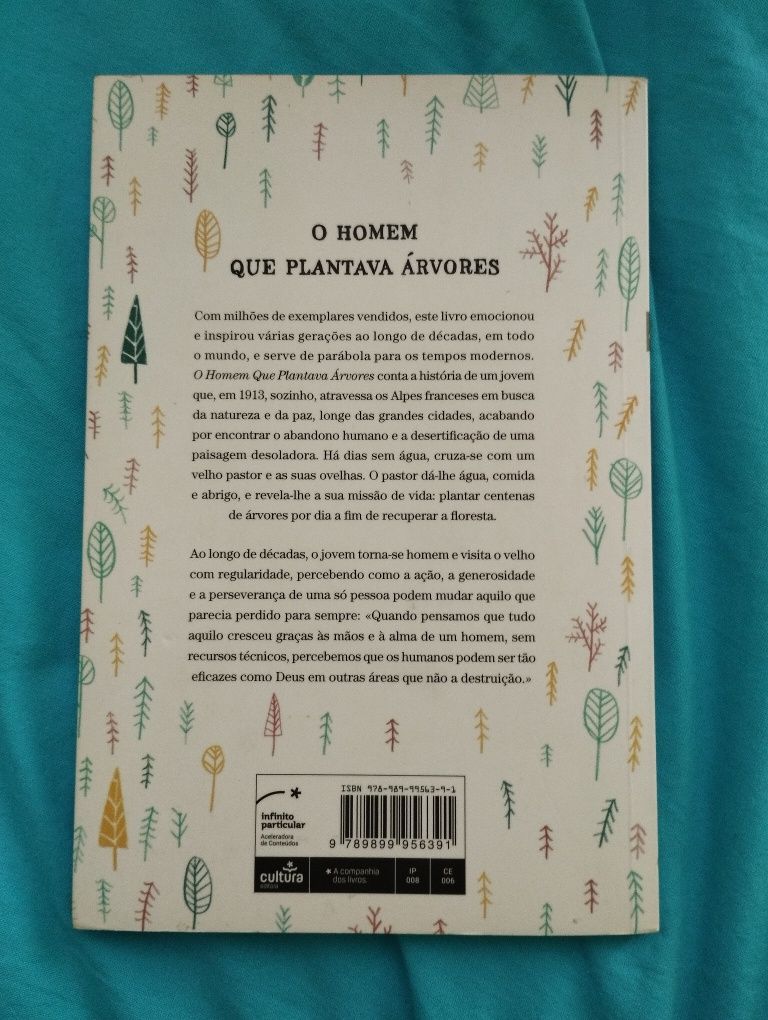 O HOMEM
QUE PLANTAVA ÁRVORES
Com milhões de exemplares vendidos, este livro emocionou
e inspirou várias gerações ao longo de décadas, em todo
o mundo, e serve de parábola para os tempos modernos.
O Homem Que Plantava Árvores conta a história de um jovem
que, em 1913, sozinho, atravessa os Alpes franceses em busca
da natureza e da paz, longe das grandes cidades, acabando
por encontrar o abandono humano e a desertificação de uma
paisagem desoladora. Há dias sem água, cruza-se com um
velho pastor e as suas ovelhas. O pastor dá-lhe água, comida
e abrigo, e revela-lhe a sua missão de vida: plantar centenas
de árvores por dia a fim de recuperar a floresta.
Ao longo de décadas, o jovem torna-se homem e visita o velho
com regularidade, percebendo como a ação, a generosidade
e a perseverança de uma só pessoa podem mudar aquilo que
parecia perdido para sempre: «Quando pensamos que tudo
aquilo cresceu graças às mãos e à alma de um homem, sem
recursos técnicos, percebemos que os humanos podem ser tão
eficazes como Deus em outras áreas que não a destruição.»
infinito
particular
Aceleradora
de Conteúdos
ISBN 978-989-99563-9-1
9 789899 956391
cultura
editora
* A companhia
dos livros.
IP
008
CE
006